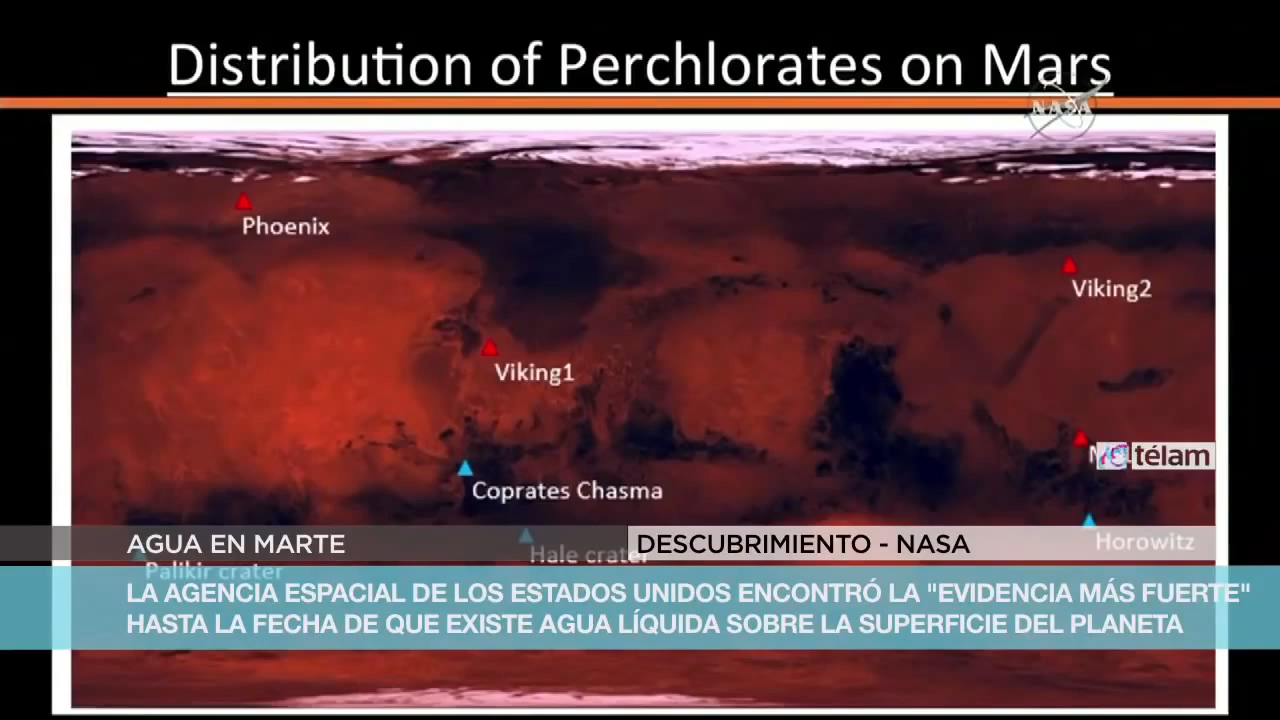 Distribution of Perchlorates on Mars
NASA
Phoenix
Viking2
Viking1
télam
Coprates Chasma
Horowitz
Hale crater
Palikir crater
AGUA EN MARTE
DESCUBRIMIENTO - NASA
LA AGENCIA ESPACIAL DE LOS ESTADOS UNIDOS ENCONTRÓ LA "EVIDENCIA MÁS FUERTE"
HASTA LA FECHA DE QUE EXISTE AGUA LÍQUIDA SOBRE LA SUPERFICIE DEL PLANETA